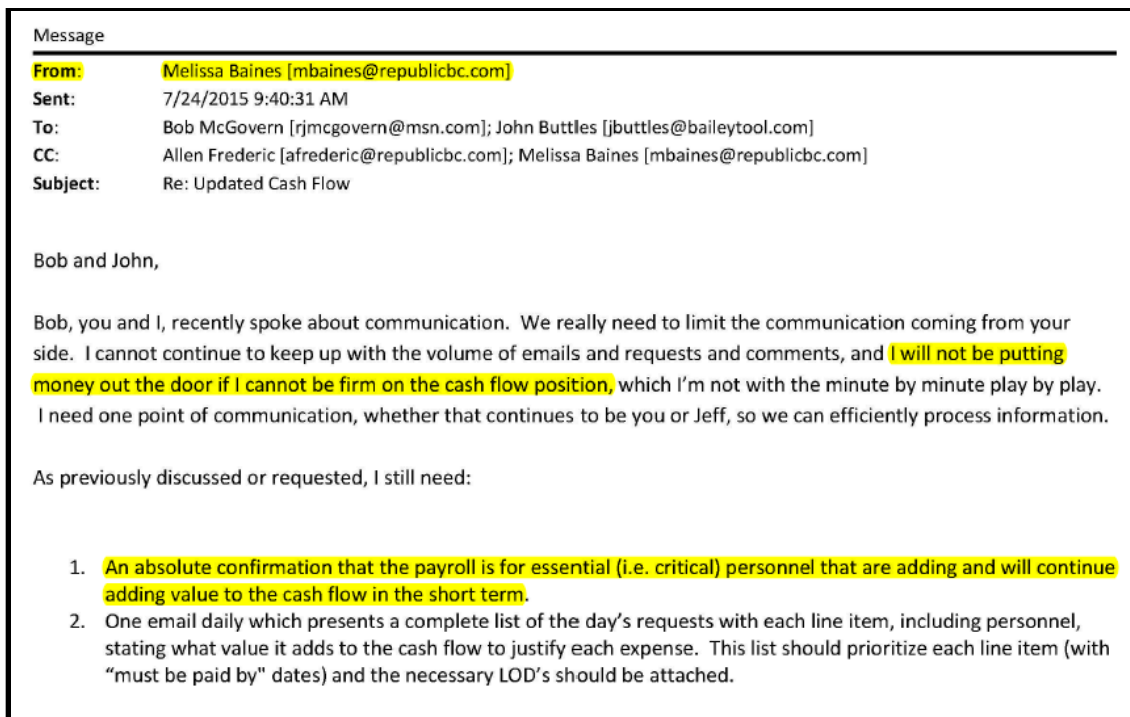 Message
From: Melissa Baines [mbaines@republicbc.com]
Sent: 7/24/2015 9:40:31 AM
To: Bob McGovern [rjmcgovern@msn.com]; John Buttles [jbuttles@baileytool.com]
CC: Allen Frederic [afrederic@republicbc.com]; Melissa Baines [mbaines@republicbc.com]
Subject: Re: Updated Cash Flow
Bob and John,
Bob, you and I, recently spoke about communication. We really need to limit the communication coming from your
side. I cannot continue to keep up with the volume of emails and requests and comments, and I will not be putting
money out the door if I cannot be firm on the cash flow position, which I'm not with the minute by minute play by play.
I need one point of communication, whether that continues to be you or Jeff, so we can efficiently process information.
As previously discussed or requested, I still need:
1. An absolute confirmation that the payroll is for essential (i.e. critical) personnel that are adding and will continue
adding value to the cash flow in the short term.
2. One email daily which presents a complete list of the day's requests with each line item, including personnel,
stating what value it adds to the cash flow to justify each expense. This list should prioritize each line item (with
“must be paid by" dates) and the necessary LOD's should be attached.